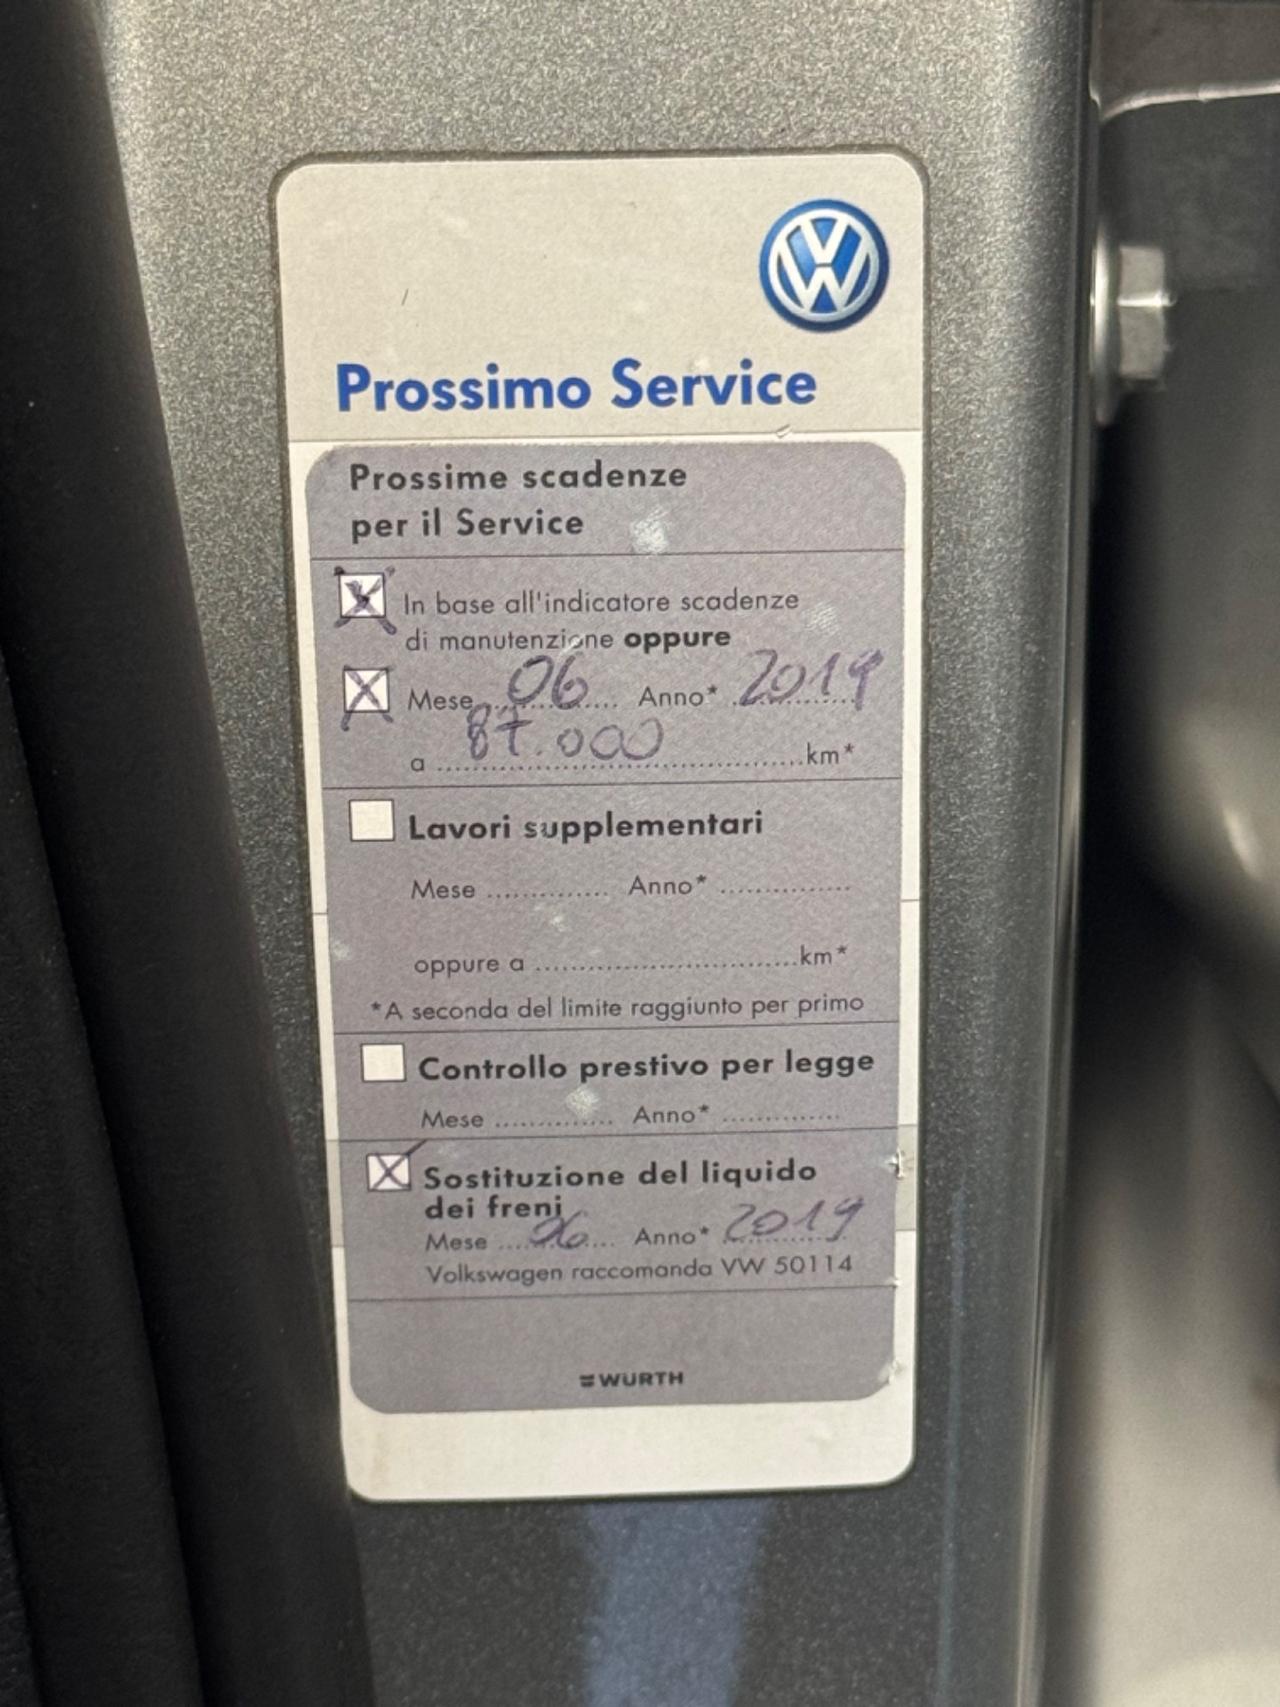 Prossimo Service
Prossime scadenze
per il Service
In base all'indicatore scadenze
di manutenzione oppure
Mese 06 Anno* 2019
a 87.000 km*
Lavori supplementari
Mese .............. Anno* ...............
oppure a ..............................km*
*A seconda del limite raggiunto per primo
Controllo prestivo per legge
Mese .............. Anno* ..............
Sostituzione del liquido
dei freni
Mese 06 Anno* 2019
Volkswagen raccomanda VW 50114
WURTH